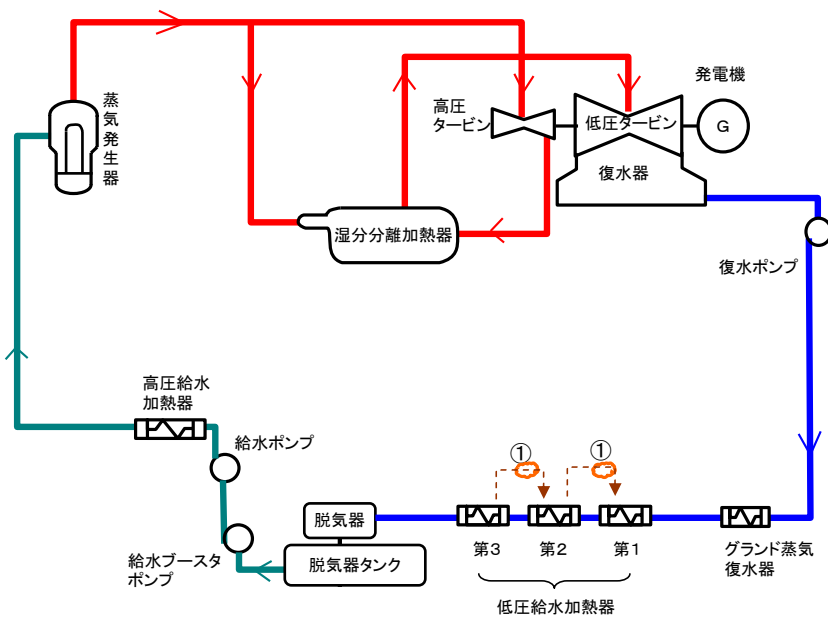 蒸気発生器
高圧
タービン
低圧タービン
発電機
G
復水器
湿分分離加熱器
復水ポンプ
高圧給水
加熱器
給水ポンプ
①
①
脱気器
給水ブースタ
ポンプ
脱気器タンク
第3
第2
第1
グランド蒸気
復水器
低圧給水加熱器